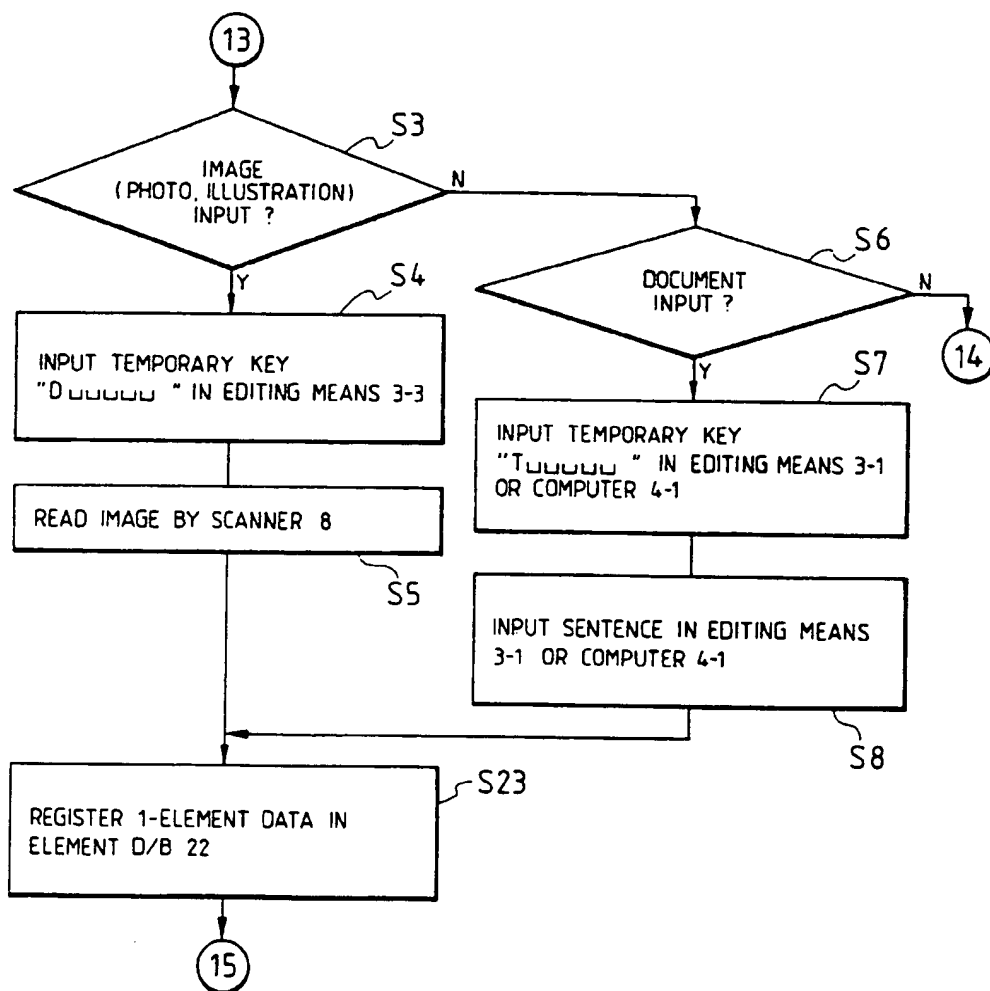 13
S3
IMAGE
(PHOTO, ILLUSTRATION)
INPUT ?
N
Y
S4
INPUT TEMPORARY KEY
"D␣␣␣␣␣ " IN EDITING MEANS 3-3
READ IMAGE BY SCANNER 8
S5
S6
DOCUMENT
INPUT ?
N
14
Y
S7
INPUT TEMPORARY KEY
"T␣␣␣␣␣ " IN EDITING MEANS 3-1
OR COMPUTER 4-1
INPUT SENTENCE IN EDITING MEANS
3-1 OR COMPUTER 4-1
S8
S23
REGISTER 1-ELEMENT DATA IN
ELEMENT D/B 22
15